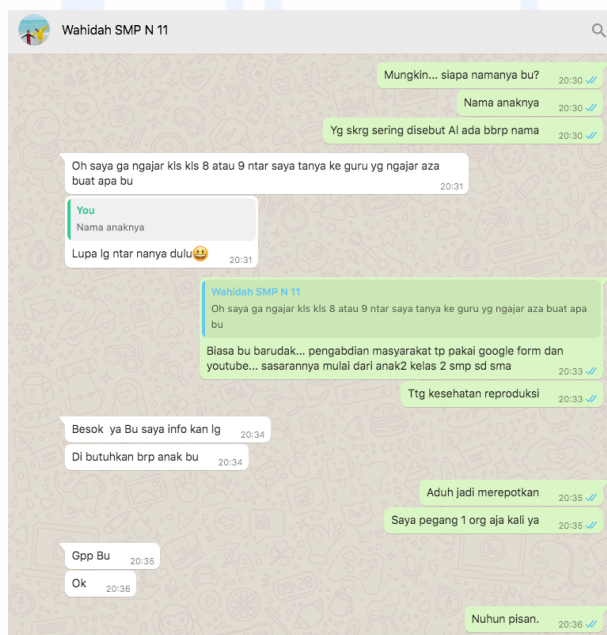 Wahidah SMP N 11
Mungkin... siapa namanya bu?
20:30
Nama anaknya
20:30
Yg skrg sering disebut Al ada bbrp nama
20:30
Oh saya ga ngajar kls kls 8 atau 9 ntar saya tanya ke guru yg ngajar aza
buat apa bu
20:31
You
Nama anaknya
Lupa lg ntar nanya dulu😃
20:31
Wahidah SMP N 11
Oh saya ga ngajar kls kls 8 atau 9 ntar saya tanya ke guru yg ngajar aza buat apa
bu
Biasa bu barudak... pengabdian masyarakat tp pakai google form dan
youtube... sasarannya mulai dari anak2 kelas 2 smp sd sma
20:33
Ttg kesehatan reproduksi
20:33
Besok ya Bu saya info kan lg
20:34
Di butuhkan brp anak bu
20:34
Aduh jadi merepotkan
20:35
Saya pegang 1 org aja kali ya
20:35
Gpp Bu
20:35
Ok
20:36
Nuhun pisan.
20:36